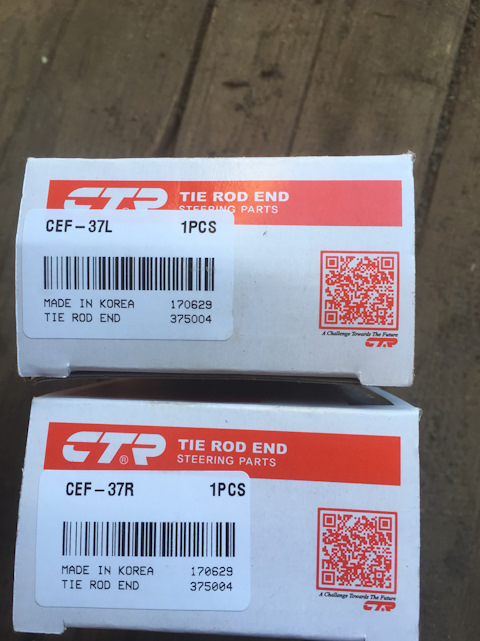 CTR TIE ROD END
STEERING PARTS
CEF-37L 1PCS
MADE IN KOREA 170629
TIE ROD END 375004
A Challenge Towards The Future
CTR
CTR® TIE ROD END
STEERING PARTS
CEF-37R 1PCS
MADE IN KOREA 170629
TIE ROD END 375004
A Challenge Towards The Future
CTR